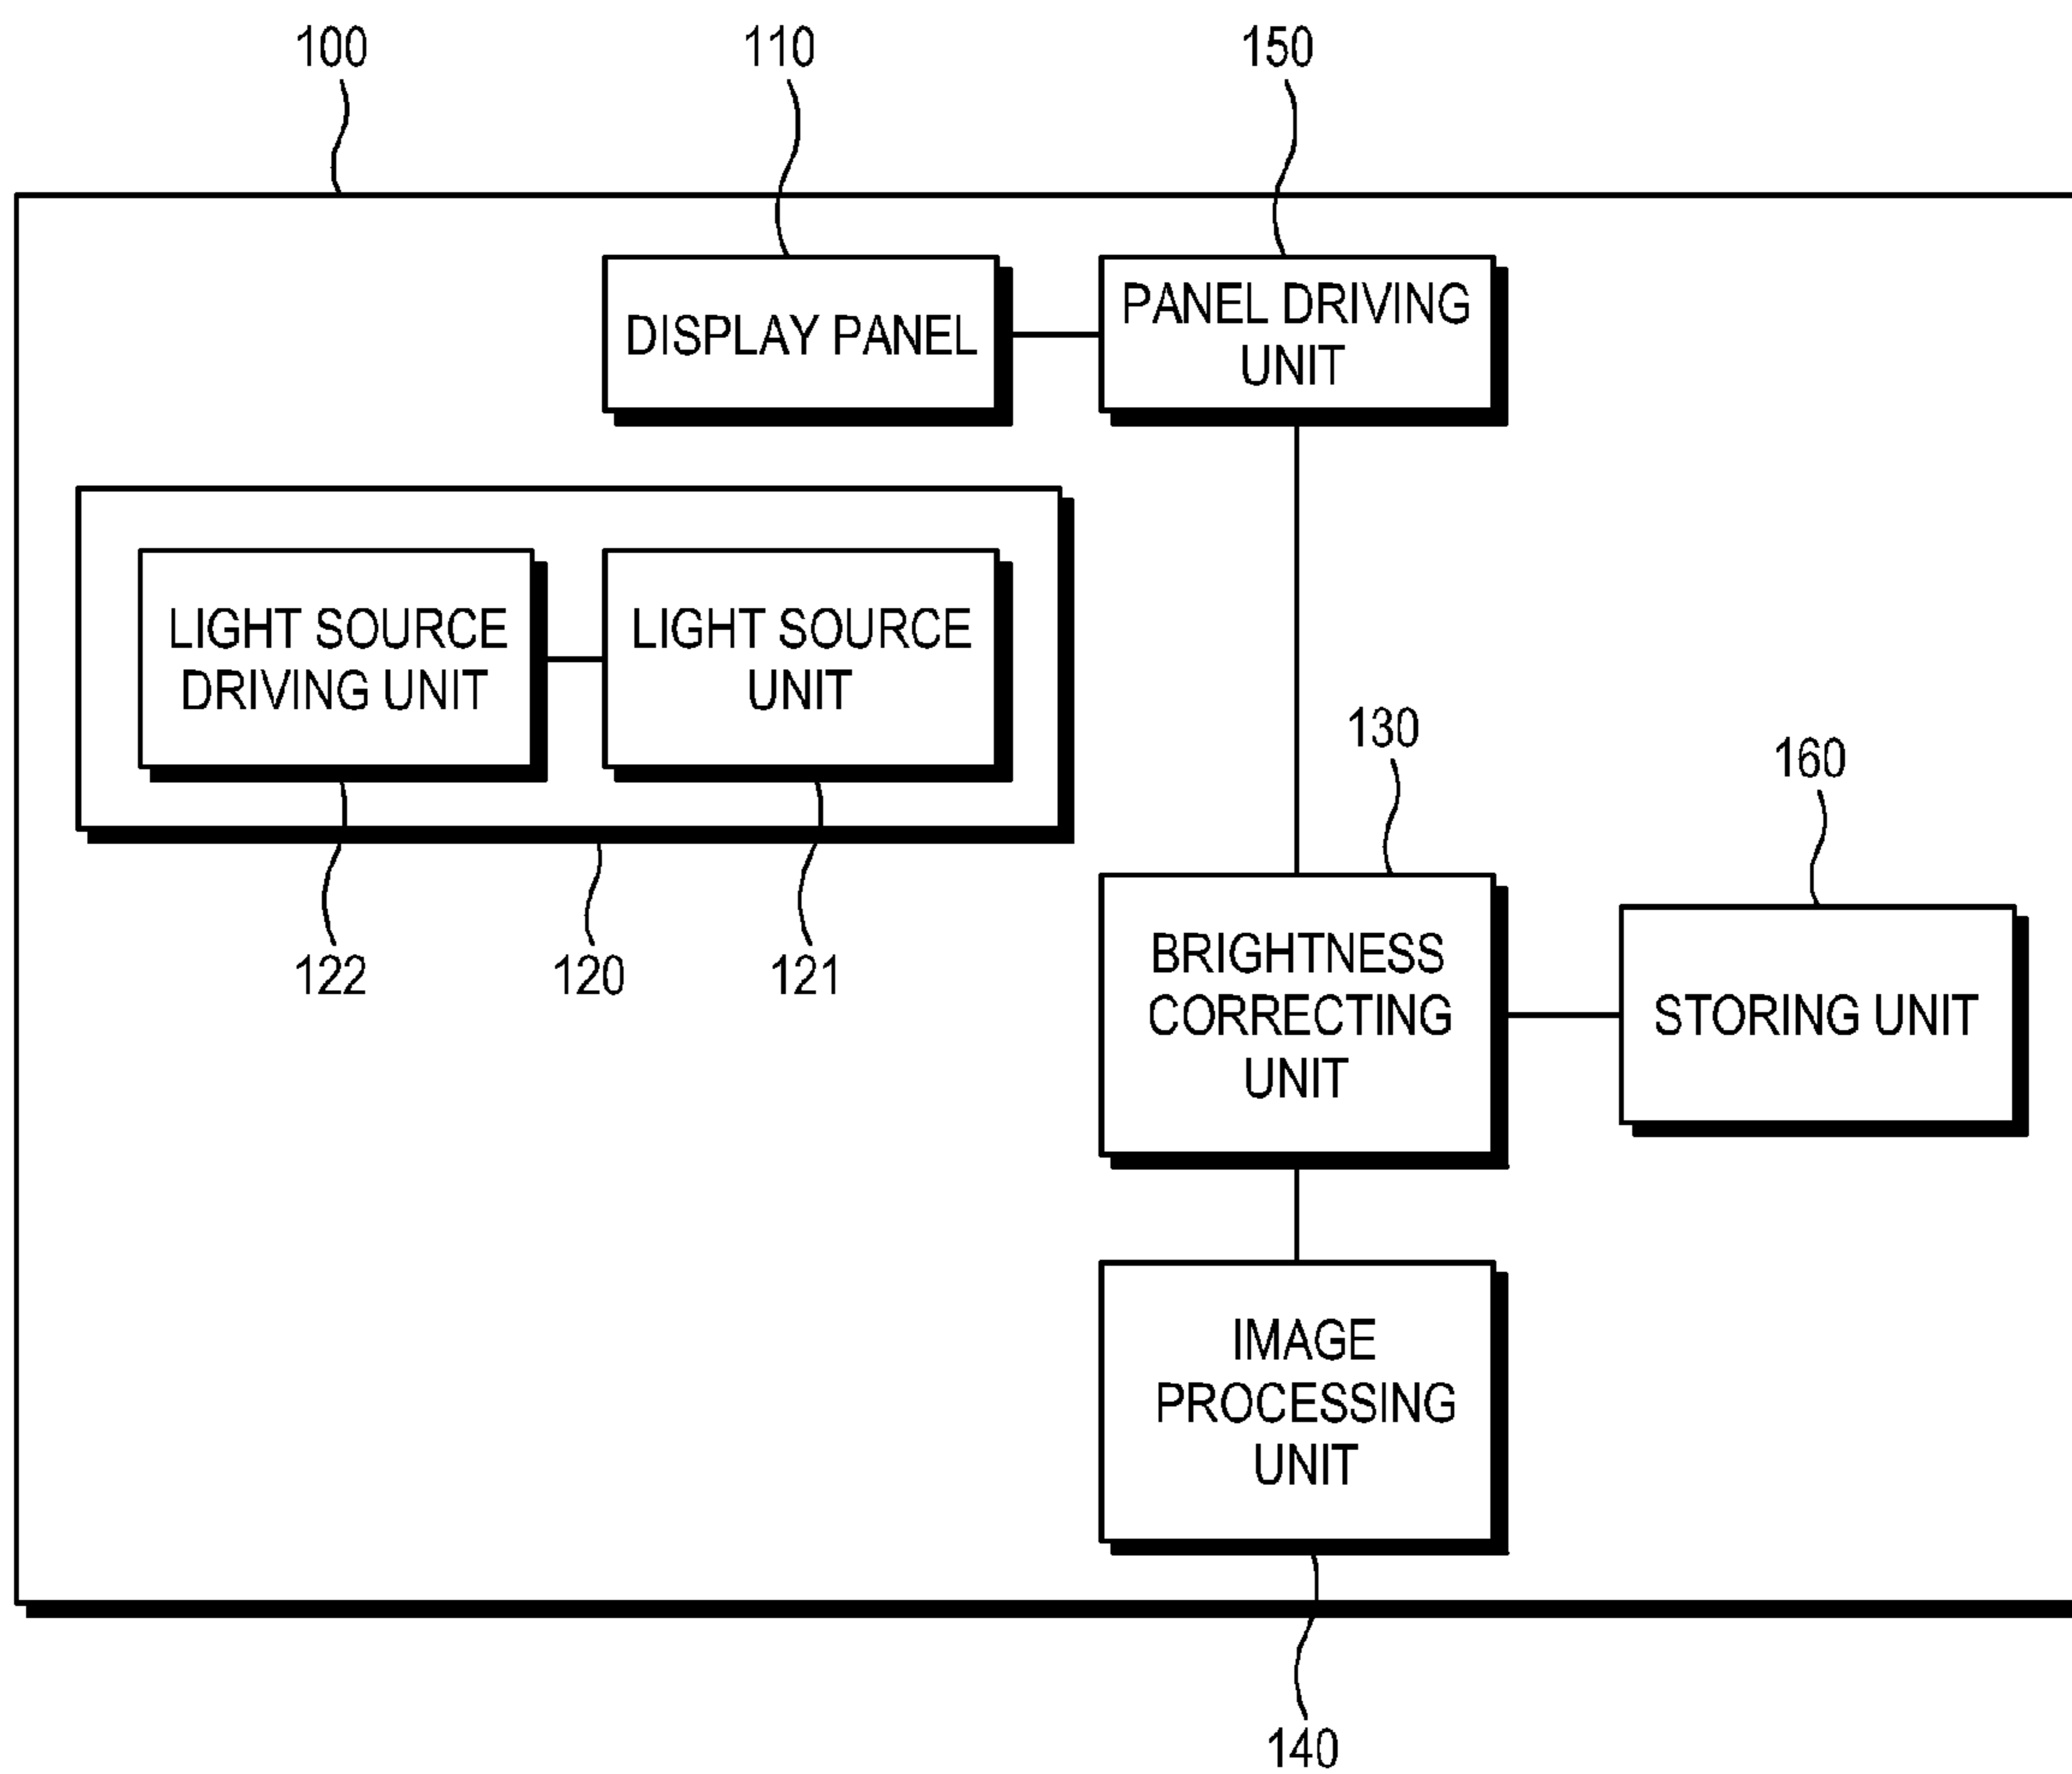 100
110
150
DISPLAY PANEL
PANEL DRIVING
UNIT
LIGHT SOURCE
DRIVING UNIT
LIGHT SOURCE
UNIT
122
120
121
130
160
BRIGHTNESS
CORRECTING
UNIT
STORING UNIT
IMAGE
PROCESSING
UNIT
140